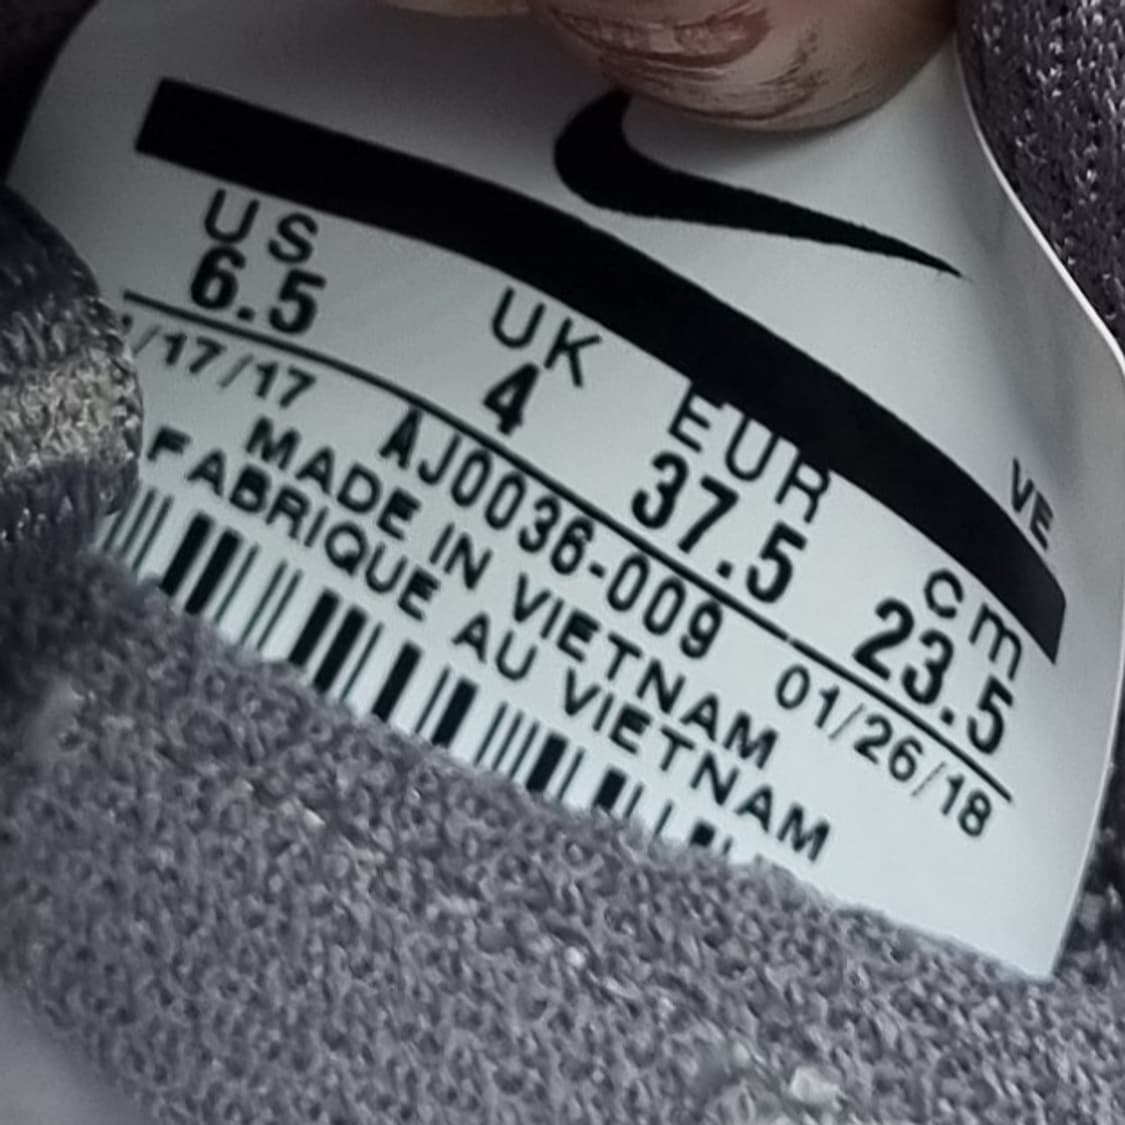 US UK EUR cm
6.5 4 37.5 23.5
/17/17 AJ0036-009 01/26/18
MADE IN VIETNAM
FABRIQUE AU VIETNAM
VE